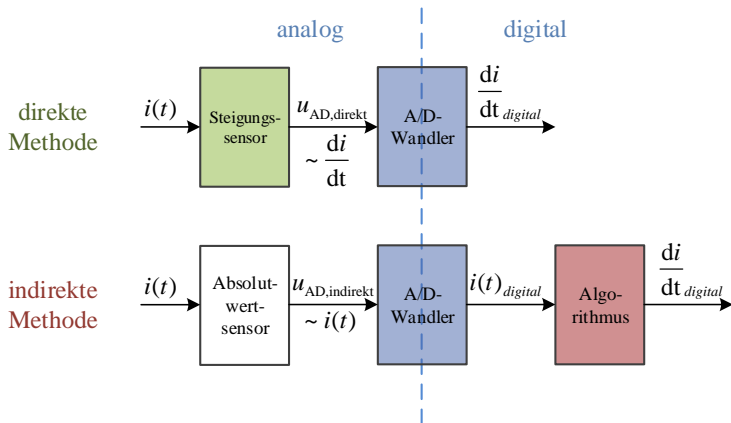 analog
digital
direkte
Methode
i(t)
Steigungs-
sensor
u_AD,direkt
~ di/dt
A/D-
Wandler
di/dt digital
indirekte
Methode
i(t)
Absolut-
wert-
sensor
u_AD,indirekt
~ i(t)
A/D-
Wandler
i(t) digital
Algo-
rithmus
di/dt digital